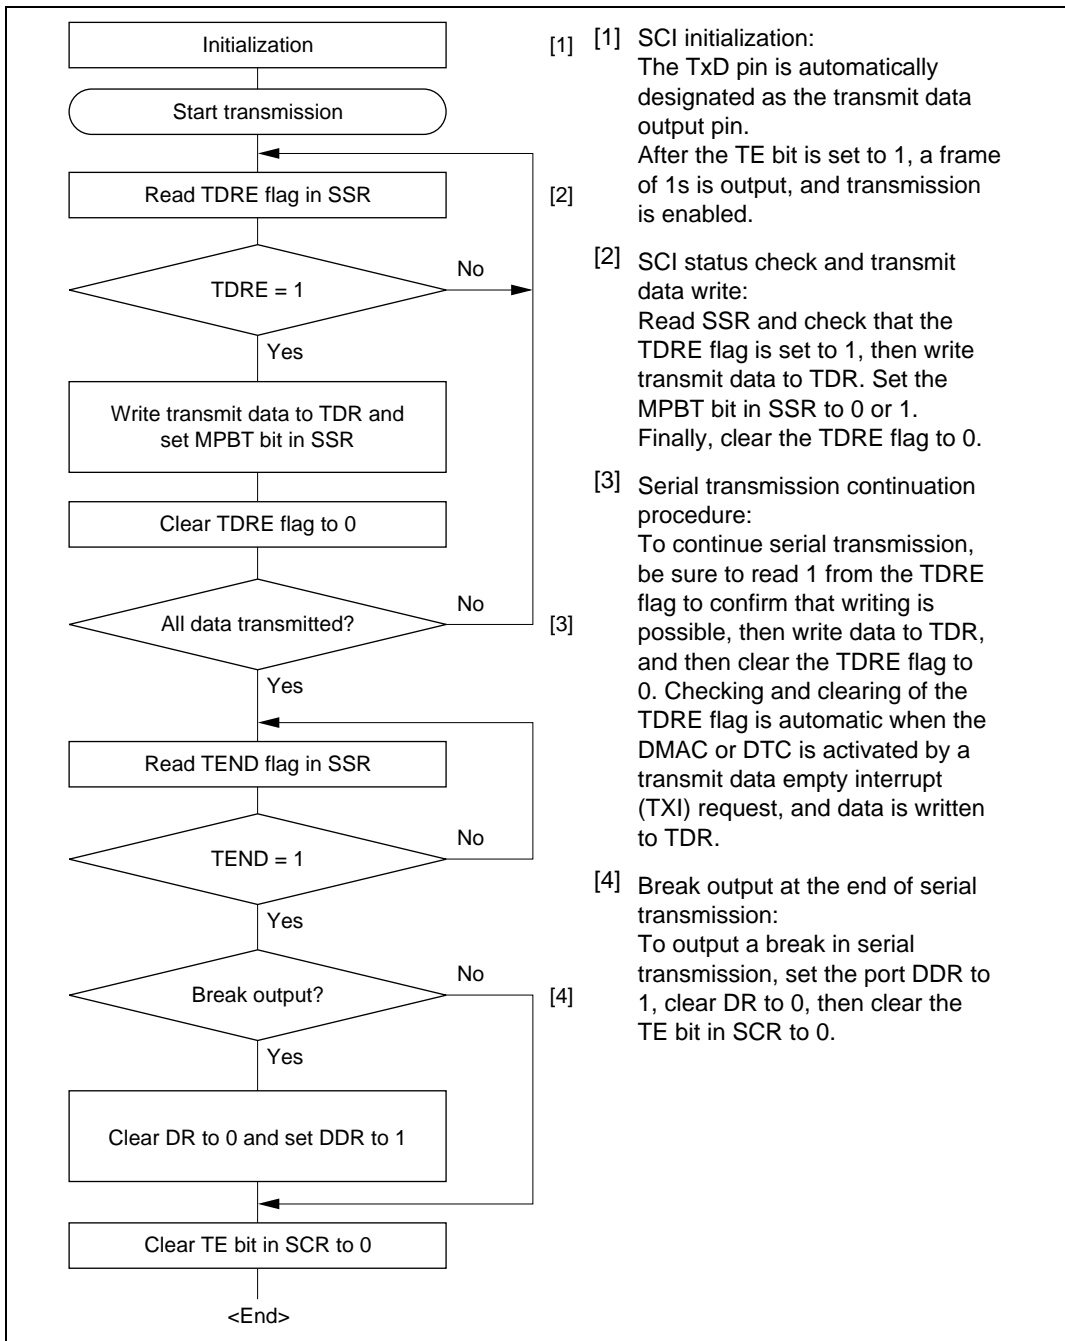 Initialization
[1]
Start transmission
Read TDRE flag in SSR
[2]
TDRE = 1
No
Yes
Write transmit data to TDR and
set MPBT bit in SSR
Clear TDRE flag to 0
All data transmitted?
No
[3]
Yes
Read TEND flag in SSR
TEND = 1
No
Yes
Break output?
No
[4]
Yes
Clear DR to 0 and set DDR to 1
Clear TE bit in SCR to 0
<End>
[1] SCI initialization:
The TxD pin is automatically
designated as the transmit data
output pin.
After the TE bit is set to 1, a frame
of 1s is output, and transmission
is enabled.
[2] SCI status check and transmit
data write:
Read SSR and check that the
TDRE flag is set to 1, then write
transmit data to TDR. Set the
MPBT bit in SSR to 0 or 1.
Finally, clear the TDRE flag to 0.
[3] Serial transmission continuation
procedure:
To continue serial transmission,
be sure to read 1 from the TDRE
flag to confirm that writing is
possible, then write data to TDR,
and then clear the TDRE flag to
0. Checking and clearing of the
TDRE flag is automatic when the
DMAC or DTC is activated by a
transmit data empty interrupt
(TXI) request, and data is written
to TDR.
[4] Break output at the end of serial
transmission:
To output a break in serial
transmission, set the port DDR to
1, clear DR to 0, then clear the
TE bit in SCR to 0.